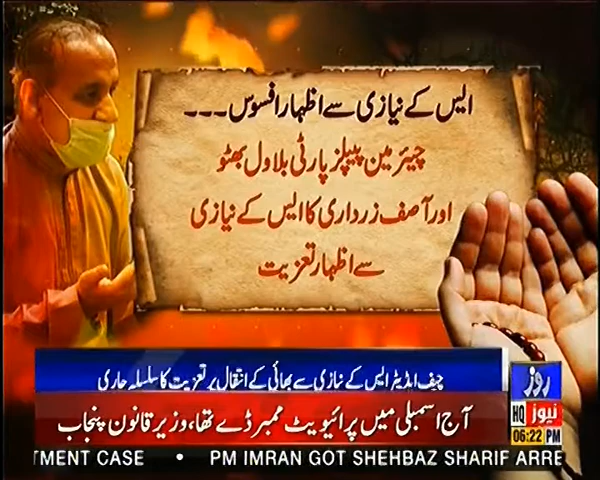 ایس کے نیازی سے اظہار افسوس ۔۔۔
چیئرمین پیپلز پارٹی بلاول بھٹو
اور آصف زرداری کا ایس کے نیازی
سے اظہار تعزیت
چیف ایڈیٹر ایس کے نیازی سے بھائی کے انتقال پر تعزیت کا سلسلہ جاری
آج اسمبلی میں پرائیویٹ ممبر ڈے تھا، وزیر قانون پنجاب
روز
HQ نیوز
06:22 PM
TMENT CASE • PM IMRAN GOT SHEHBAZ SHARIF ARRE